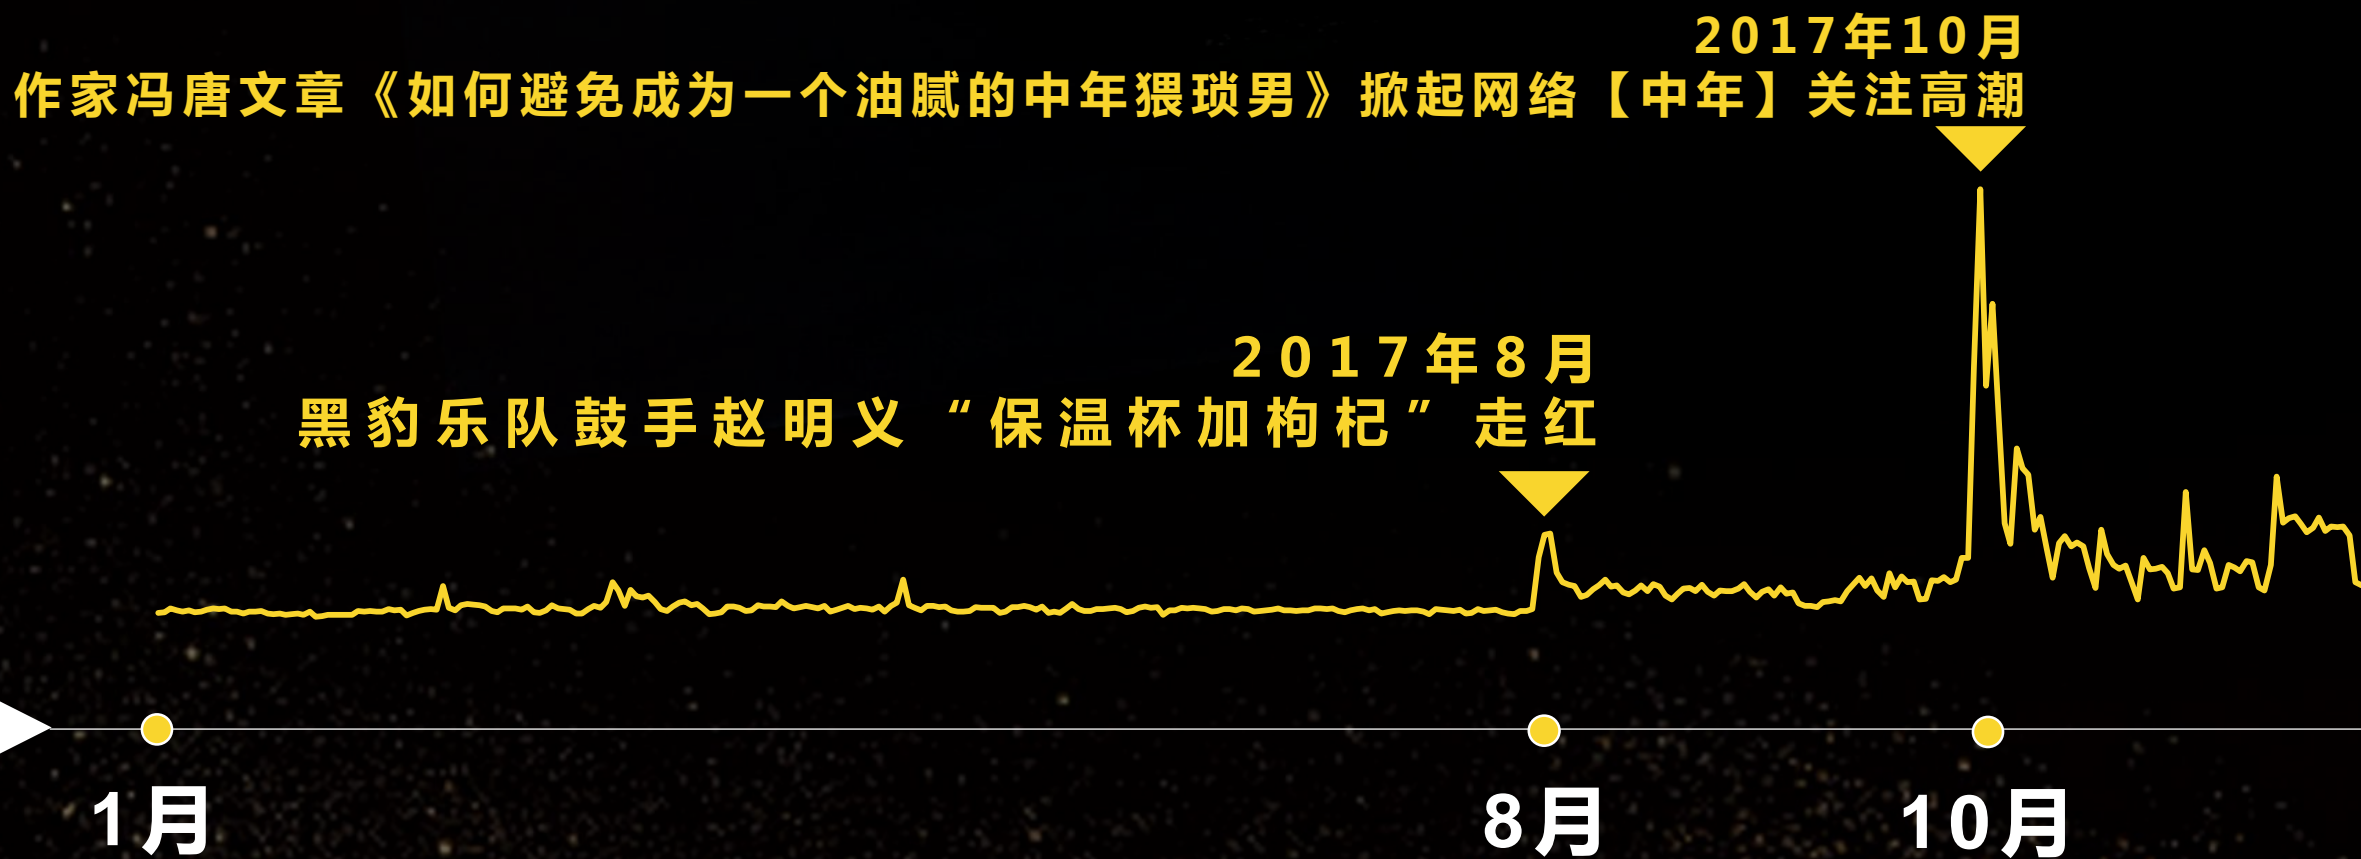 2017年10月
作家冯唐文章《如何避免成为一个油腻的中年猥琐男》掀起网络【中年】关注高潮
2017年8月
黑豹乐队鼓手赵明义“保温杯加枸杞”走红
1月
8月
10月